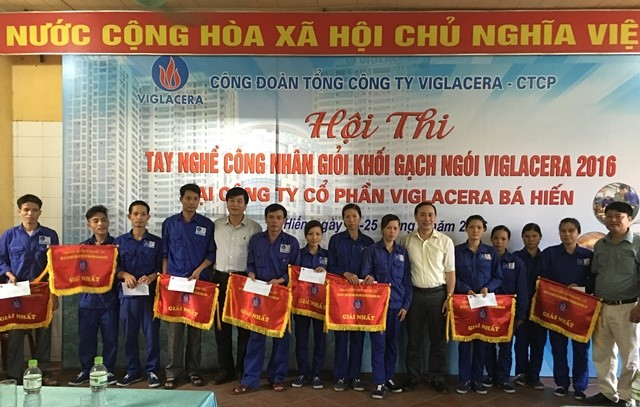 NƯỚC CỘNG HÒA XÃ HỘI CHỦ NGHĨA VIỆ
VIGLACERA
CÔNG ĐOÀN TỔNG CÔNG TY VIGLACERA - CTCP
Hội Thi
TAY NGHỀ CÔNG NHÂN GIỎI KHỐI GẠCH NGÓI VIGLACERA 2016
ẠI CÔNG TY CỔ PHẦN VIGLACERA BÁ HIẾN
Hiến, ngày -25
GIẢI NHẤT
GIẢI NHẤT
GIẢI NHẤT
GIẢI NHẤT
GIẢI NHẤT
GIẢI NHẤT